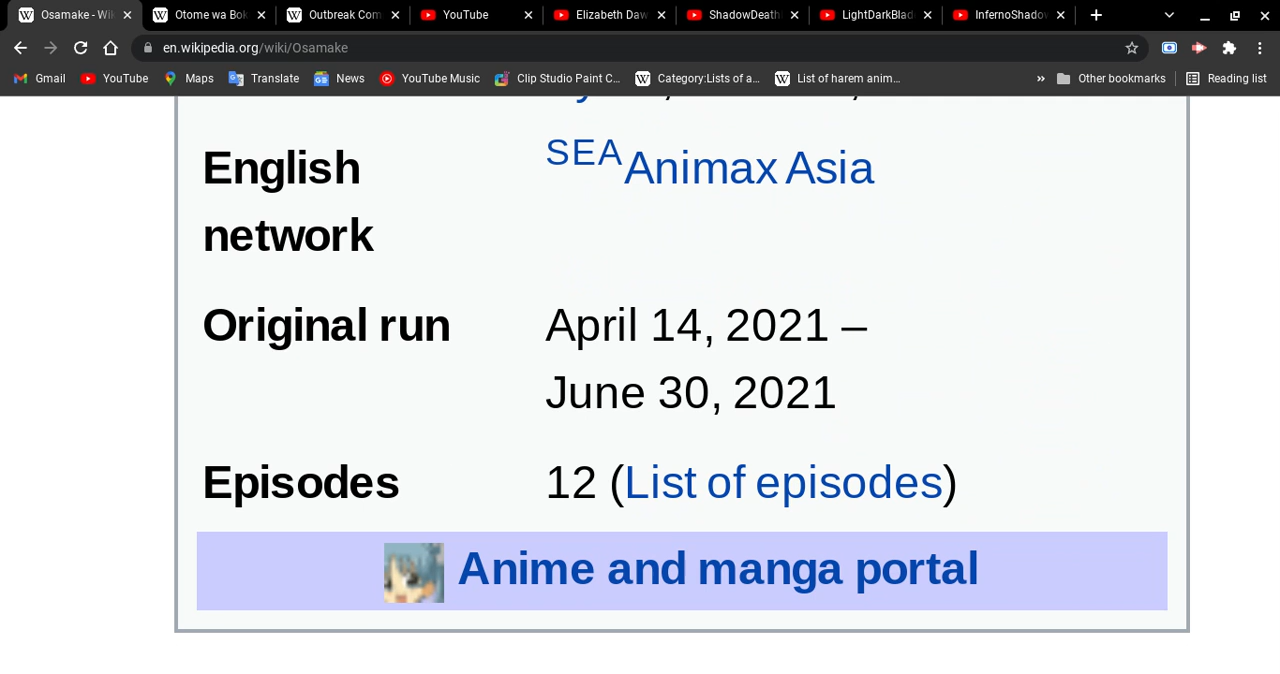 Osamake - Wi
Otome wa Bok
Outbreak Com
YouTube
Elizabeth Daw
ShadowDeath
LightDarkBlad
InfernoShadow
en.wikipedia.org/wiki/Osamake
Gmail
YouTube
Maps
Translate
News
YouTube Music
Clip Studio Paint C...
Category:Lists of a...
List of harem anim...
»
Other bookmarks
Reading list
English SEA Animax Asia
network
Original run April 14, 2021 –
June 30, 2021
Episodes 12 (List of episodes)
Anime and manga portal